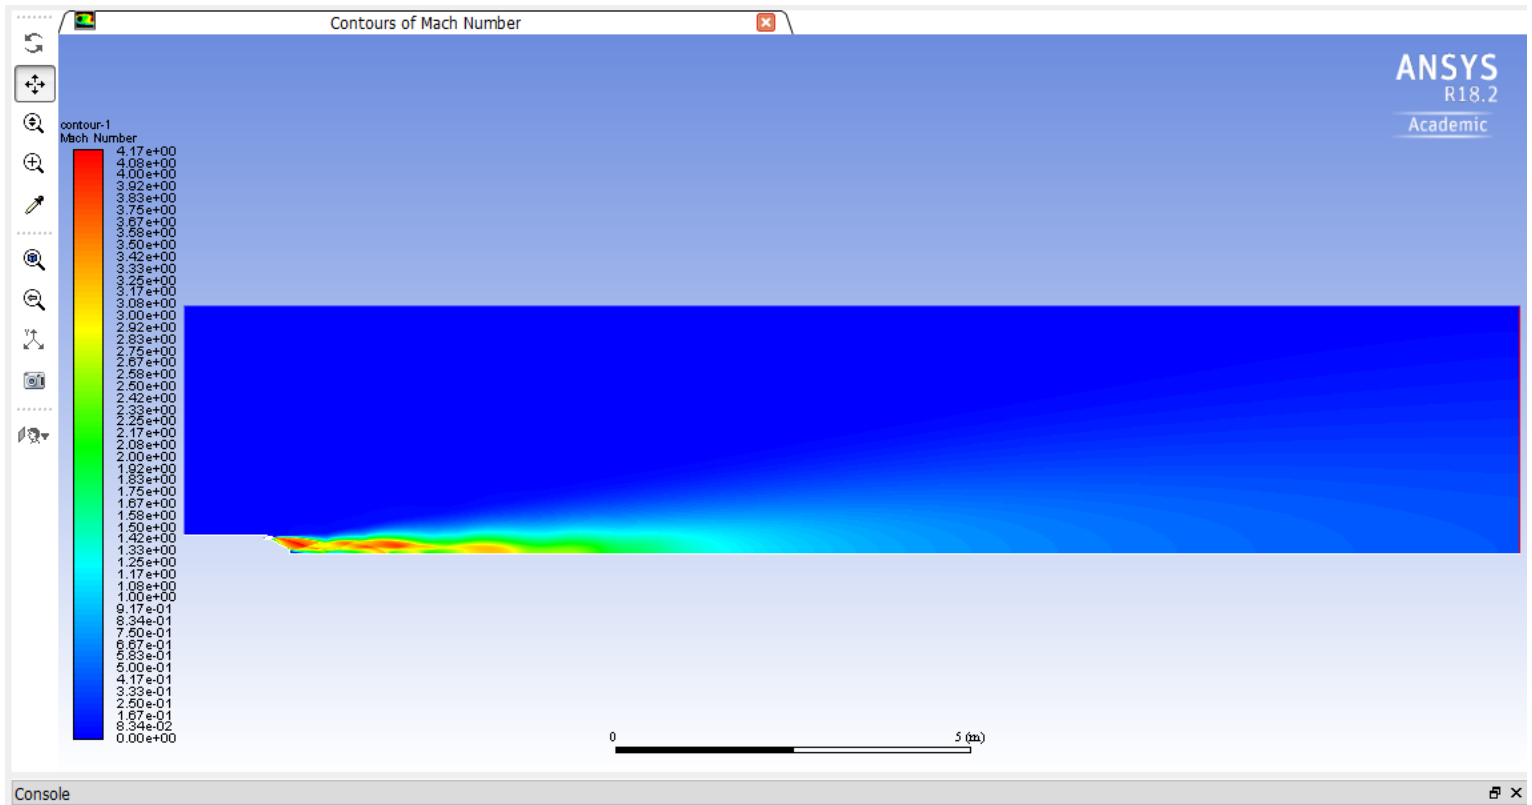 Contours of Mach Number
ANSYS
R18.2
Academic
contour-1
Mach Number
4.17e+00
4.08e+00
4.00e+00
3.92e+00
3.83e+00
3.75e+00
3.67e+00
3.58e+00
3.50e+00
3.42e+00
3.33e+00
3.25e+00
3.17e+00
3.08e+00
3.00e+00
2.92e+00
2.83e+00
2.75e+00
2.67e+00
2.58e+00
2.50e+00
2.42e+00
2.33e+00
2.25e+00
2.17e+00
2.08e+00
2.00e+00
1.92e+00
1.83e+00
1.75e+00
1.67e+00
1.58e+00
1.50e+00
1.42e+00
1.33e+00
1.25e+00
1.17e+00
1.08e+00
1.00e+00
9.17e-01
8.34e-01
7.50e-01
6.67e-01
5.83e-01
5.00e-01
4.17e-01
3.33e-01
2.50e-01
1.67e-01
8.34e-02
0.00e+00
0 5 (m)
Console